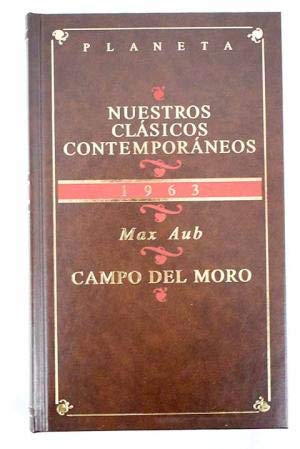 PLANETA
NUESTROS
CLÁSICOS
CONTEMPORÁNEOS
1963
Max Aub
CAMPO DEL MORO